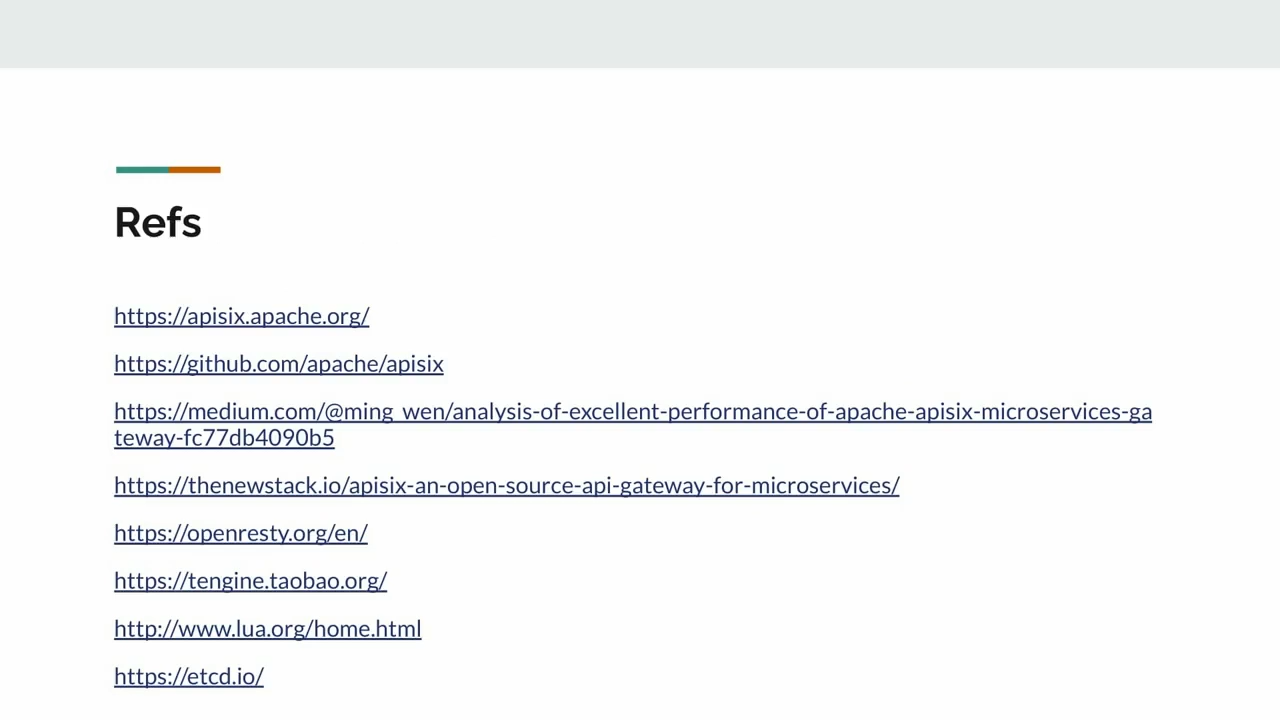 Refs
https://apisix.apache.org/
https://github.com/apache/apisix
https://medium.com/@ming_wen/analysis-of-excellent-performance-of-apache-apisix-microservices-ga
teway-fc77db4090b5
https://thenewstack.io/apisix-an-open-source-api-gateway-for-microservices/
https://openresty.org/en/
https://tengine.taobao.org/
http://www.lua.org/home.html
https://etcd.io/